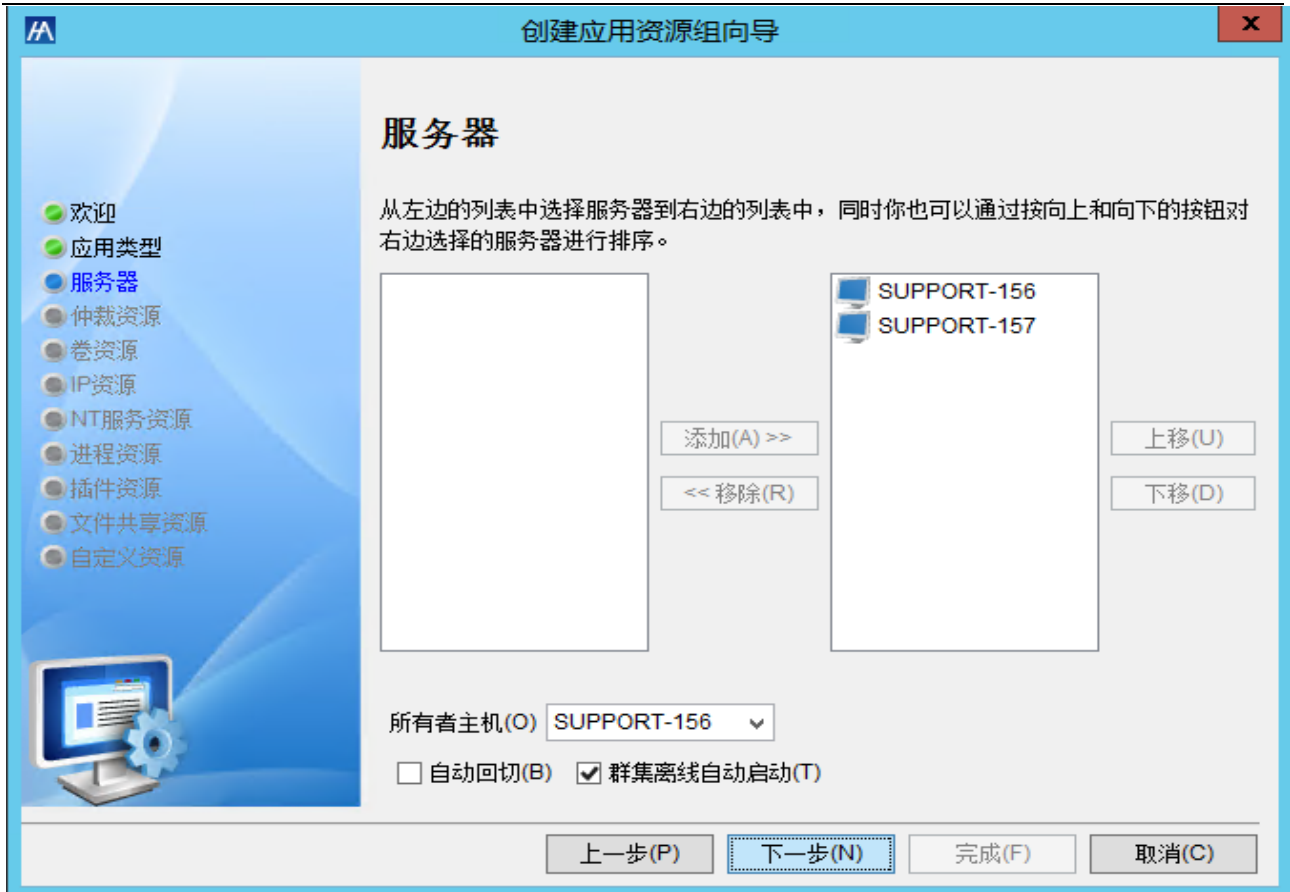 创建应用资源组向导
x
服务器
欢迎
应用类型
服务器
仲裁资源
卷资源
IP资源
NT服务资源
进程资源
插件资源
文件共享资源
自定义资源
从左边的列表中选择服务器到右边的列表中，同时你也可以通过按向上和向下的按钮对
右边选择的服务器进行排序。
SUPPORT-156
SUPPORT-157
添加(A) >>
<< 移除(R)
上移(U)
下移(D)
所有者主机(O) SUPPORT-156
自动回切(B) 群集离线自动启动(T)
上一步(P) 下一步(N) 完成(F) 取消(C)